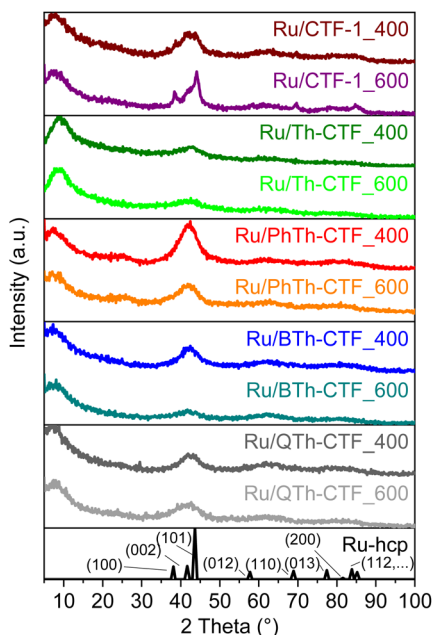 Ru/CTF-1_400
Ru/CTF-1_600
Ru/Th-CTF_400
Ru/Th-CTF_600
Ru/PhTh-CTF_400
Ru/PhTh-CTF_600
Ru/BTh-CTF_400
Ru/BTh-CTF_600
Ru/QTh-CTF_400
Ru/QTh-CTF_600
Ru-hcp
(101)
(002)
(100)
(200)
(012)
(110)
(013)
(112,...)
10 20 30 40 50 60 70 80 90 100
2 Theta (°)
Intensity (a.u.)